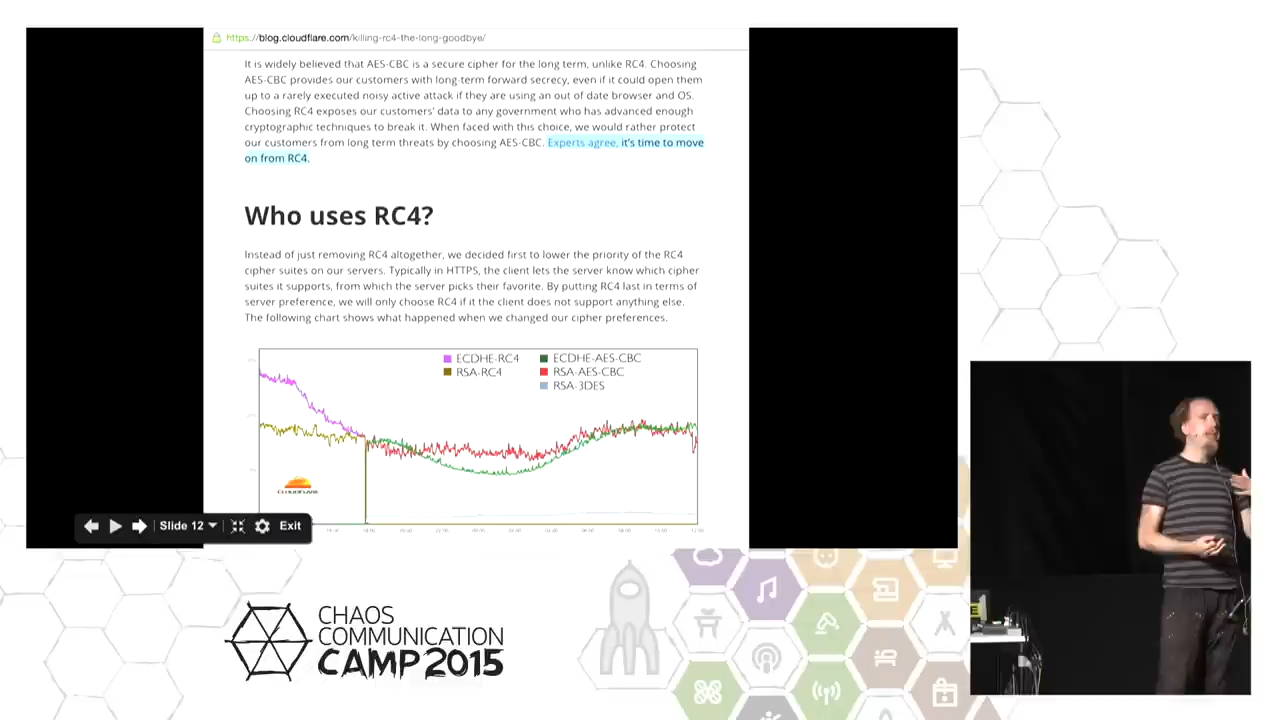 https://blog.cloudflare.com/killing-rc4-the-long-goodbye/
It is widely believed that AES-CBC is a secure cipher for the long term, unlike RC4. Choosing
AES-CBC provides our customers with long-term forward secrecy, even if it could open them
up to a rarely executed noisy active attack if they are using an out of date browser and OS.
Choosing RC4 exposes our customers' data to any government who has advanced enough
cryptographic techniques to break it. When faced with this choice, we would rather protect
our customers from long term threats by choosing AES-CBC. Experts agree, it's time to move
on from RC4.
Who uses RC4?
Instead of just removing RC4 altogether, we decided first to lower the priority of the RC4
cipher suites on our servers. Typically in HTTPS, the client lets the server know which cipher
suites it supports, from which the server picks their favorite. By putting RC4 last in terms of
server preference, we will only choose RC4 if it the client does not support anything else.
The following chart shows what happened when we changed our cipher preferences.
ECDHE-RC4
ECDHE-AES-CBC
RSA-RC4
RSA-AES-CBC
RSA-3DES
CLOUDFLARE
Slide 12
Exit
CHAOS
COMMUNICATION
CAMP 2015